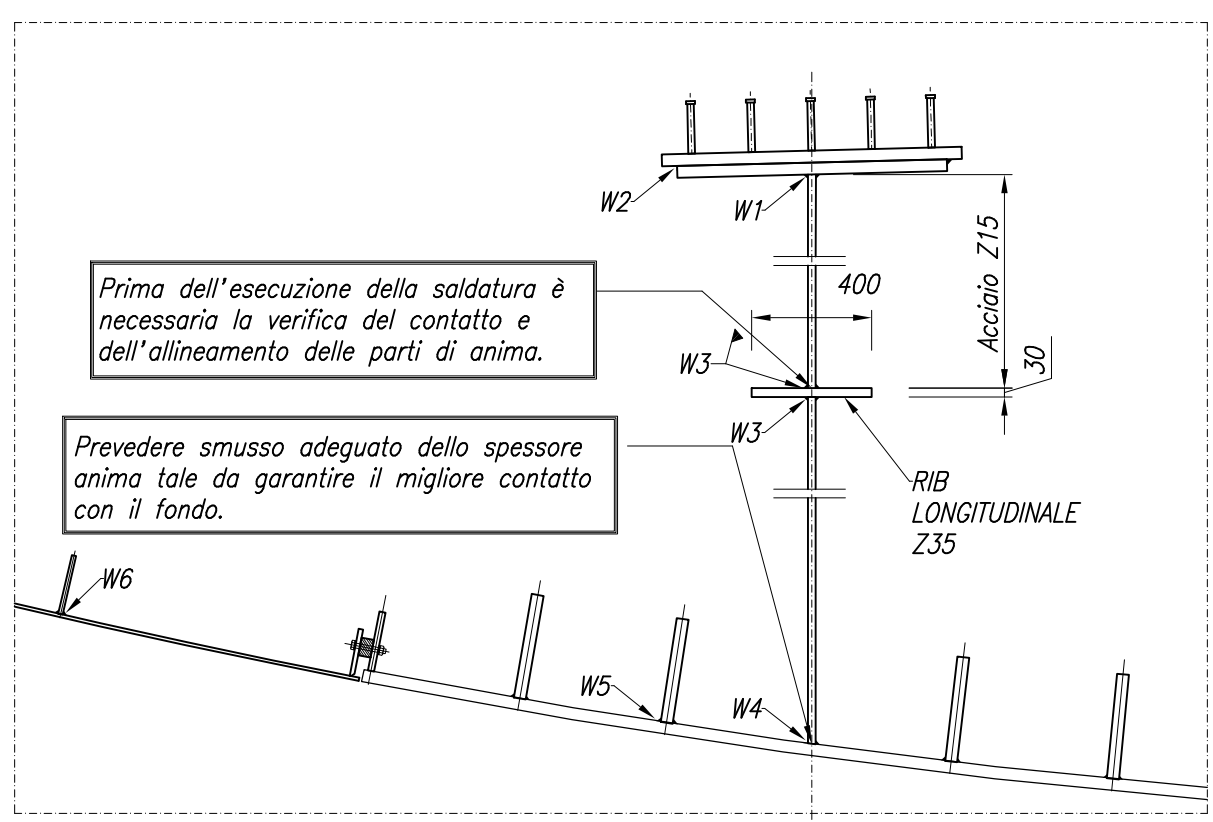 W2
W1
Acciaio Z15
Prima dell'esecuzione della saldatura è
necessaria la verifica del contatto e
dell'allineamento delle parti di anima.
400
W3
30
Prevedere smusso adeguato dello spessore
anima tale da garantire il migliore contatto
con il fondo.
W3
RIB
LONGITUDINALE
Z35
W6
W5
W4